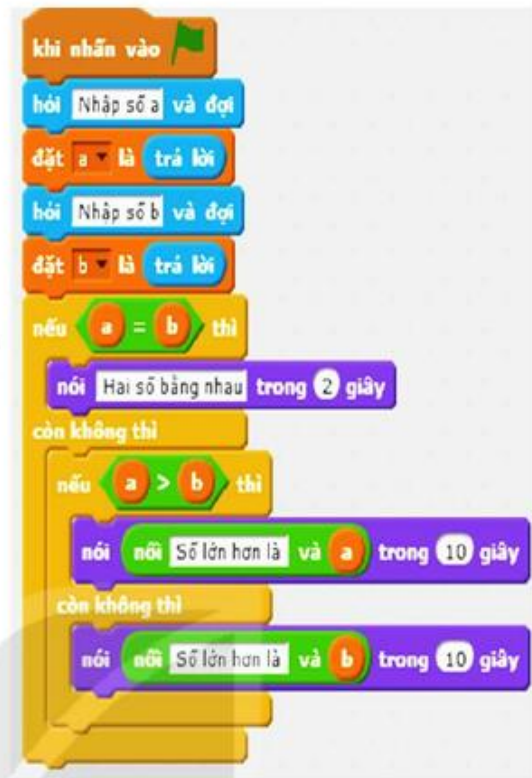 khi nhấn vào
hỏi Nhập số a và đợi
đặt a là trả lời
hỏi Nhập số b và đợi
đặt b là trả lời
nếu a = b thì
nói Hai số bằng nhau trong 2 giây
còn không thì
nếu a > b thì
nói nối Số lớn hơn là và a trong 10 giây
còn không thì
nói nối Số lớn hơn là và b trong 10 giây